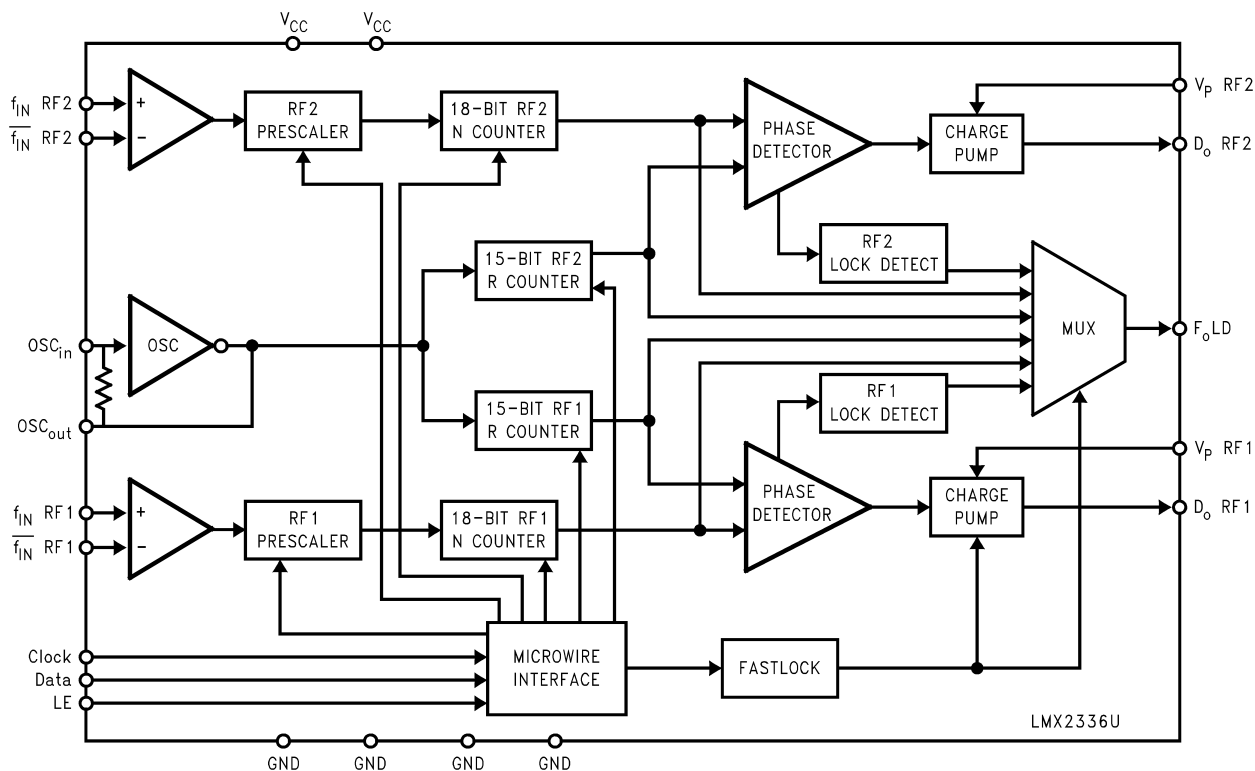 V_CC
V_CC
f_IN RF2
f̅_I̅N̅ RF2
+
−
RF2
PRESCALER
18-BIT RF2
N COUNTER
PHASE
DETECTOR
CHARGE
PUMP
V_P RF2
D_o RF2
RF2
LOCK DETECT
15-BIT RF2
R COUNTER
OSC_in
OSC
OSC_out
MUX
F_oLD
15-BIT RF1
R COUNTER
RF1
LOCK DETECT
V_P RF1
f_IN RF1
f̅_I̅N̅ RF1
+
−
RF1
PRESCALER
18-BIT RF1
N COUNTER
PHASE
DETECTOR
CHARGE
PUMP
D_o RF1
Clock
Data
LE
MICROWIRE
INTERFACE
FASTLOCK
LMX2336U
GND
GND
GND
GND